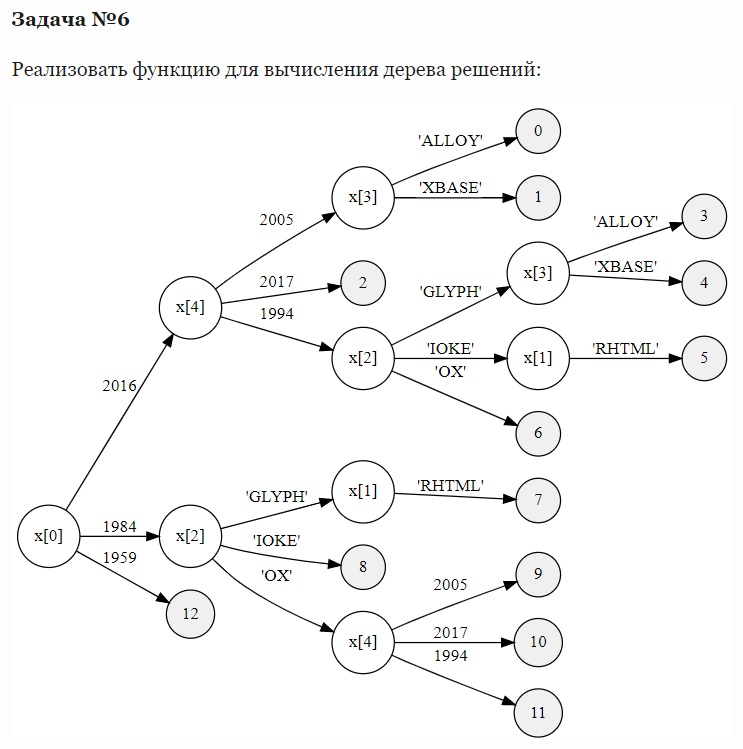 Задача №6
Реализовать функцию для вычисления дерева решений:
'ALLOY'
0
x[3]
'XBASE'
1
2005
'ALLOY'
3
x[3]
'XBASE'
4
x[4]
2017
2
'GLYPH'
1994
x[2]
'IOKE'
x[1]
'RHTML'
5
'OX'
2016
6
'GLYPH'
x[1]
'RHTML'
7
x[0]
1984
x[2]
'IOKE'
8
1959
'OX'
2005
9
12
x[4]
2017
10
1994
11